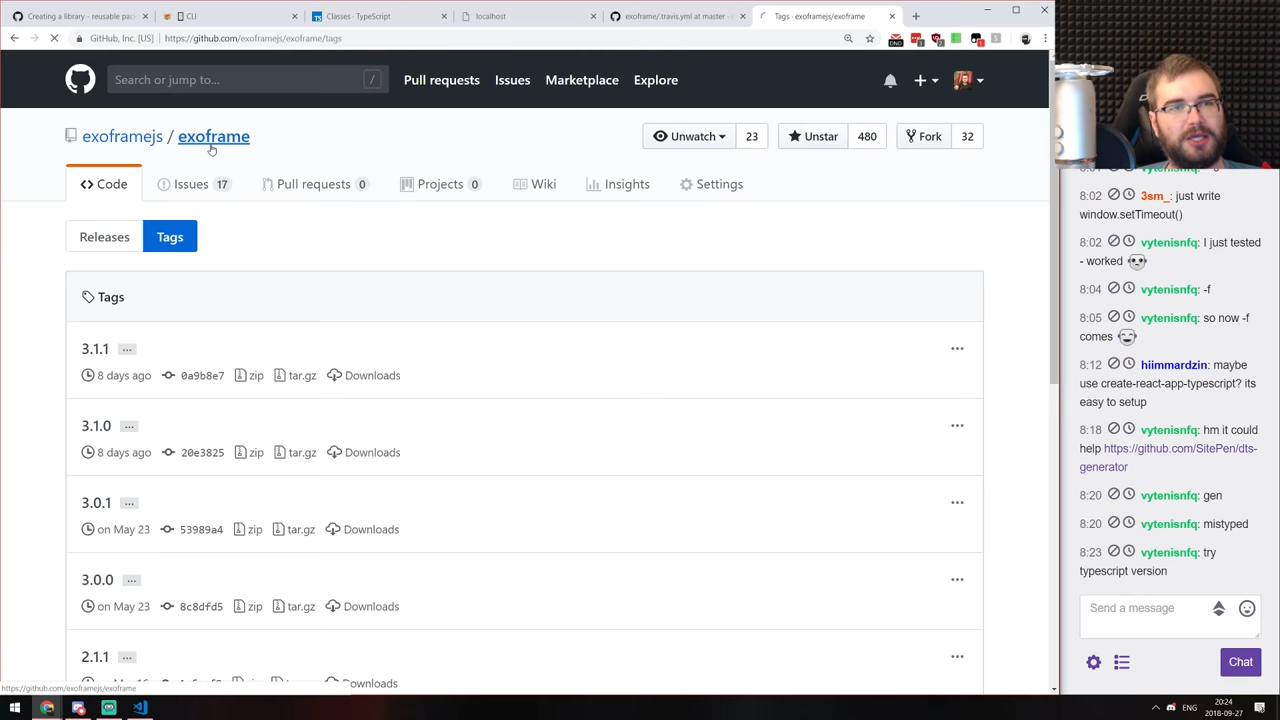 Creating a library - reusable pac
CLI
Classes · TypeScript
localhost
exoframe/.travis.yml at master ·
Tags · exoframejs/exoframe
GitHub, Inc. [US]
https://github.com/exoframejs/exoframe/tags
Search or jump to…
/
Pull requests
Issues
Marketplace
Explore
exoframejs / exoframe
Unwatch
23
Unstar
480
Fork
32
Code
Issues 17
Pull requests 0
Projects 0
Wiki
Insights
Settings
Releases
Tags
Tags
3.1.1
8 days ago 0a9b8e7 zip tar.gz Downloads
3.1.0
8 days ago 20e3825 zip tar.gz Downloads
3.0.1
on May 23 53989a4 zip tar.gz Downloads
3.0.0
on May 23 8c8dfd5 zip tar.gz Downloads
2.1.1
zip tar.gz Downloads
https://github.com/exoframejs/exoframe
8:02 3sm_: just write
window.setTimeout()
8:02 vytenisnfq: I just tested
- worked
8:04 vytenisnfq: -f
8:05 vytenisnfq: so now -f
comes
8:12 hiimmardzin: maybe
use create-react-app-typescript? its
easy to setup
8:18 vytenisnfq: hm it could
help https://github.com/SitePen/dts-
generator
8:20 vytenisnfq: gen
8:20 vytenisnfq: mistyped
8:23 vytenisnfq: try
typescript version
Send a message
Chat
ENG
20:24
2018-09-27